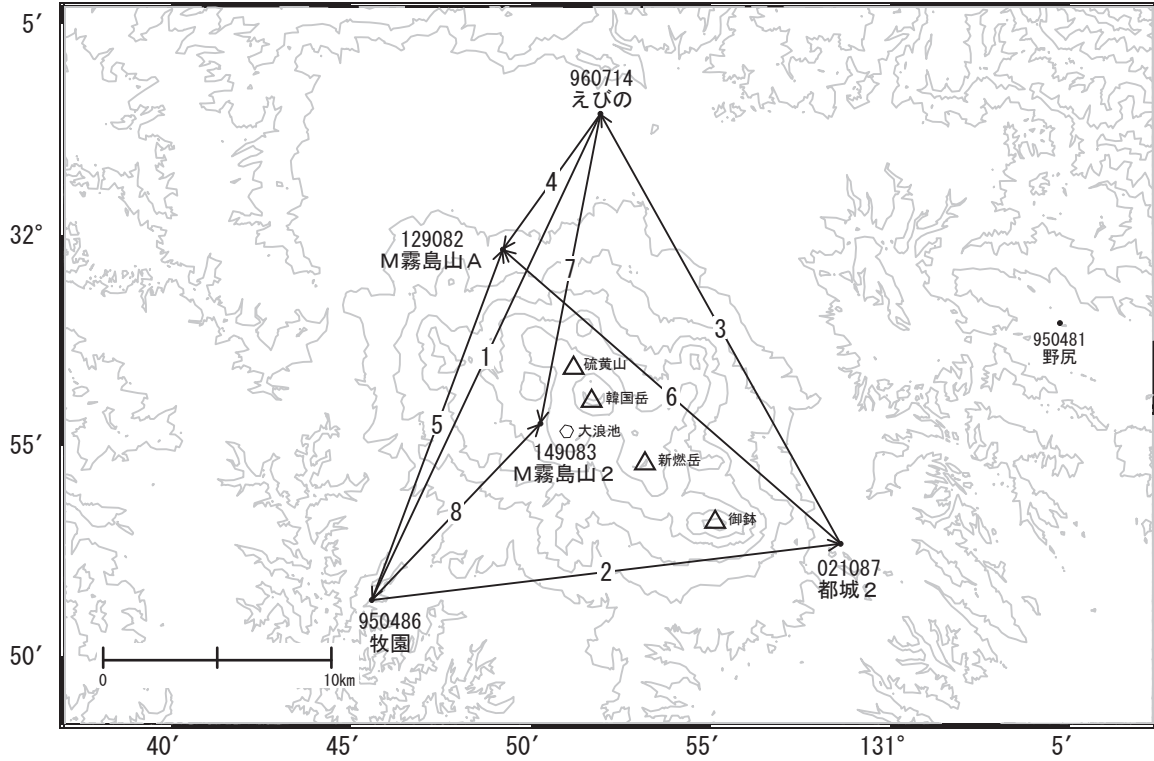 5′
960714
えびの
4
32°
129082
M霧島山A
7
3
950481
野尻
1
硫黄山
韓国岳
6
5
大浪池
55′
149083
M霧島山2
新燃岳
8
御鉢
2
021087
都城2
950486
牧園
50′
0
10km
40′
45′
50′
55′
131°
5′